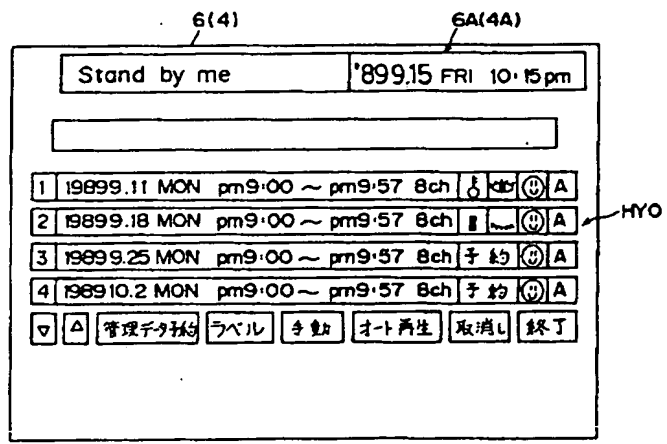 6(4) 6A(4A)
Stand by me '899.15 FRI 10:15pm
1 19899.11 MON pm9:00 ~ pm9:57 8ch A
2 19899.18 MON pm9:00 ~ pm9:57 8ch A
HYO
3 19899.25 MON pm9:00 ~ pm9:57 8ch 予約 A
4 198910.2 MON pm9:00 ~ pm9:57 8ch 予約 A
▽ △ 管理データ予約 ラベル 手動 オート再生 取消し 終了